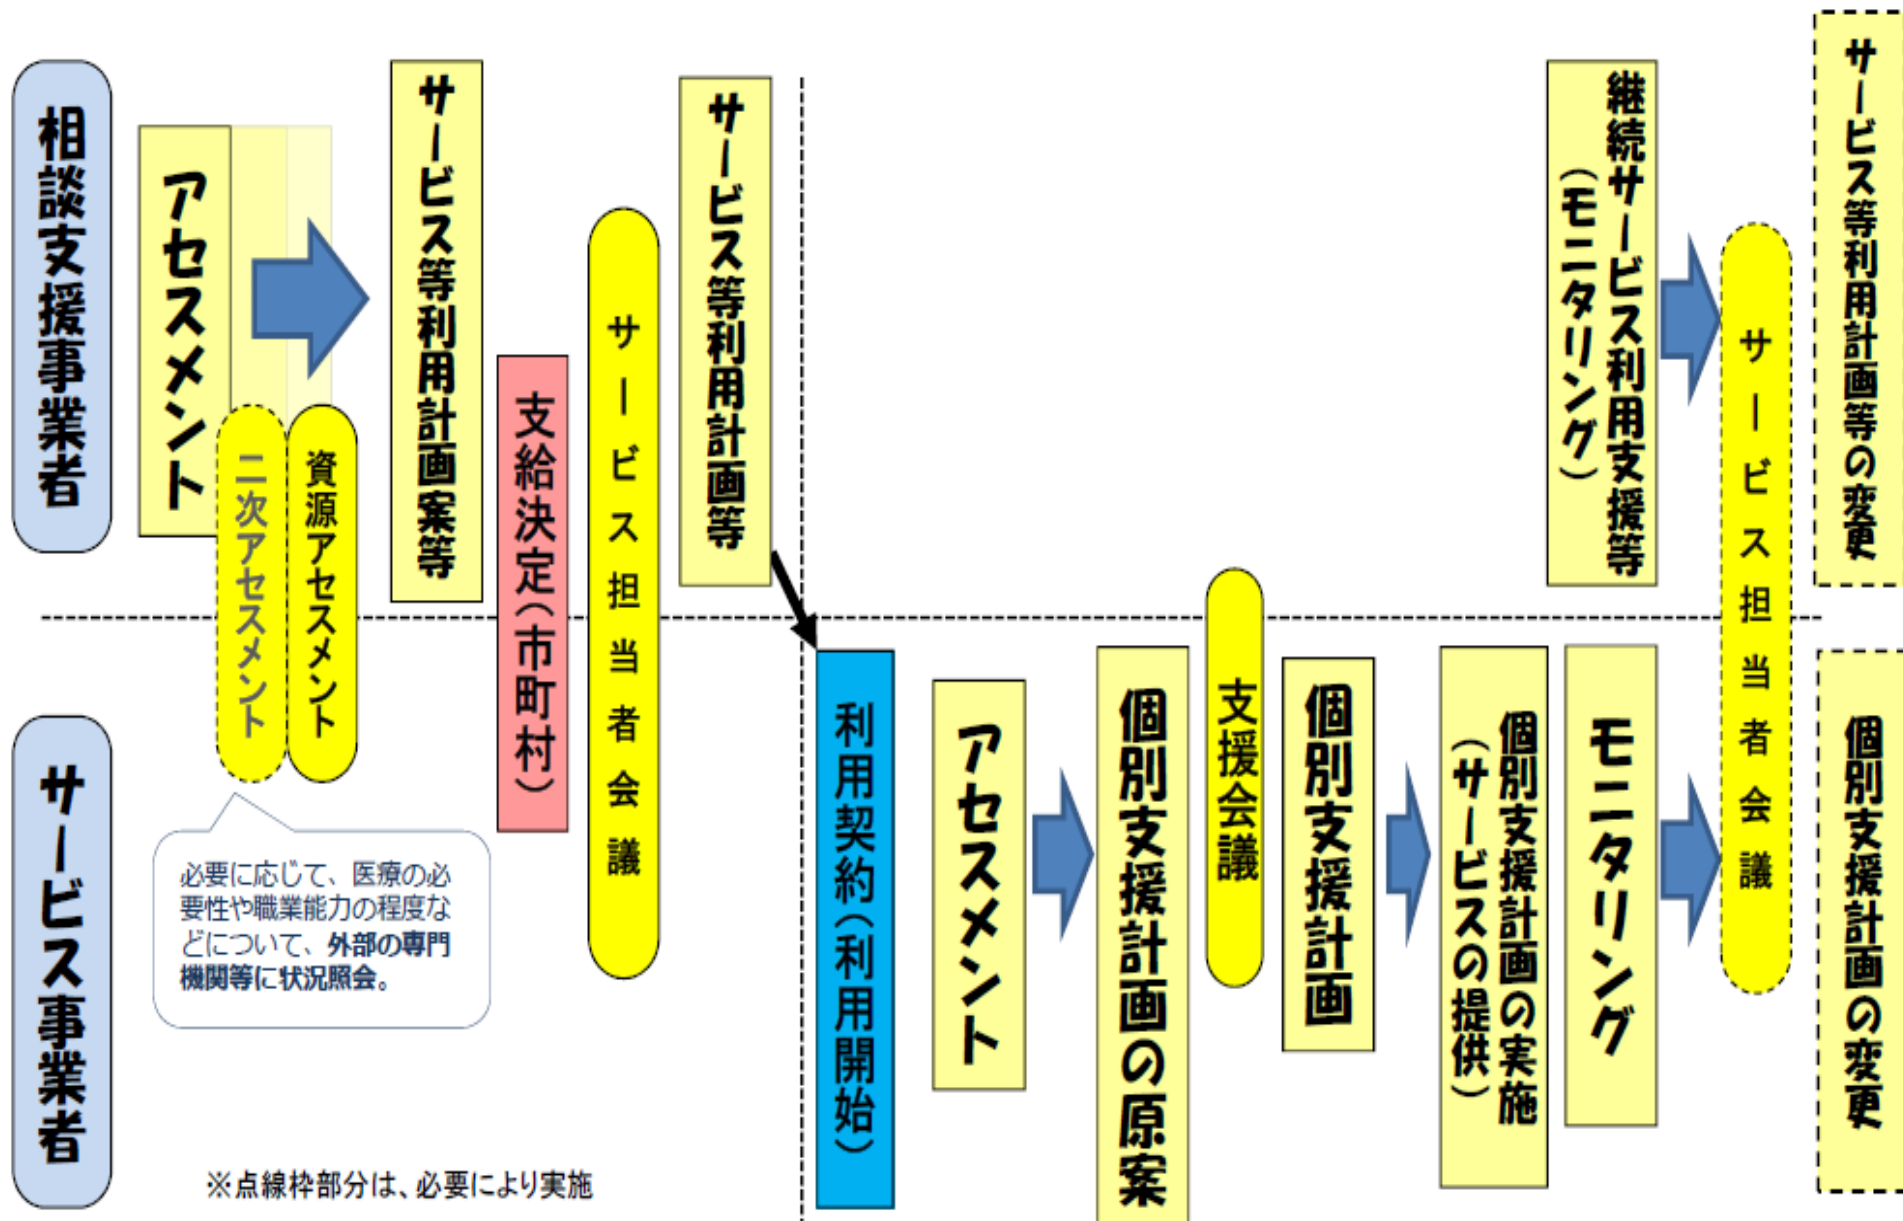 相談支援事業者
アセスメント
二次アセスメント
資源アセスメント
サービス等利用計画案等
支給決定(市町村)
サービス担当者会議
サービス等利用計画等
継続サービス利用支援等
(モニタリング)
サービス担当者会議
サービス等利用計画等の変更
サービス事業者
必要に応じて、医療の必
要性や職業能力の程度な
どについて、外部の専門
機関等に状況照会。
利用契約(利用開始)
アセスメント
個別支援計画の原案
支援会議
個別支援計画
個別支援計画の実施
(サービスの提供)
モニタリング
個別支援計画の変更
※点線枠部分は、必要により実施